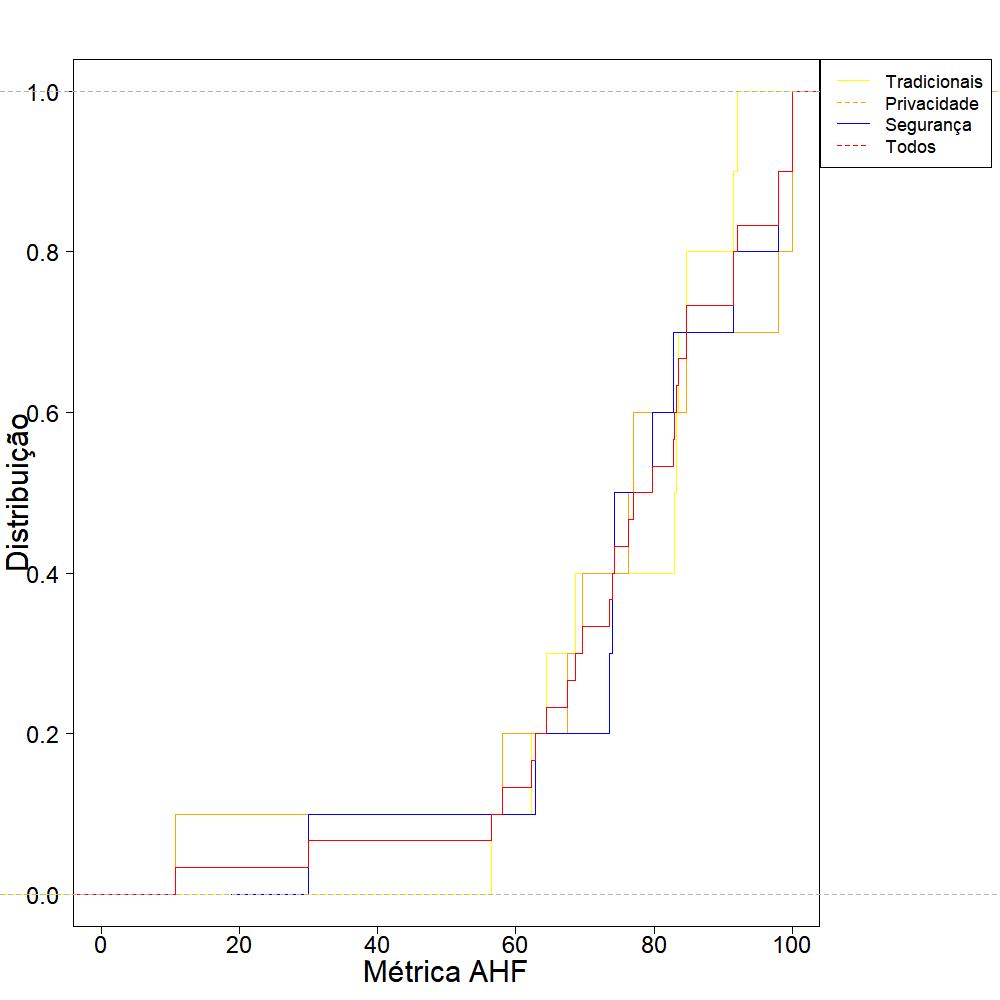 Tradicionais
Privacidade
Segurança
Todos
Distribuição
1.0
0.8
0.6
0.4
0.2
0.0
0 20 40 60 80 100
Métrica AHF